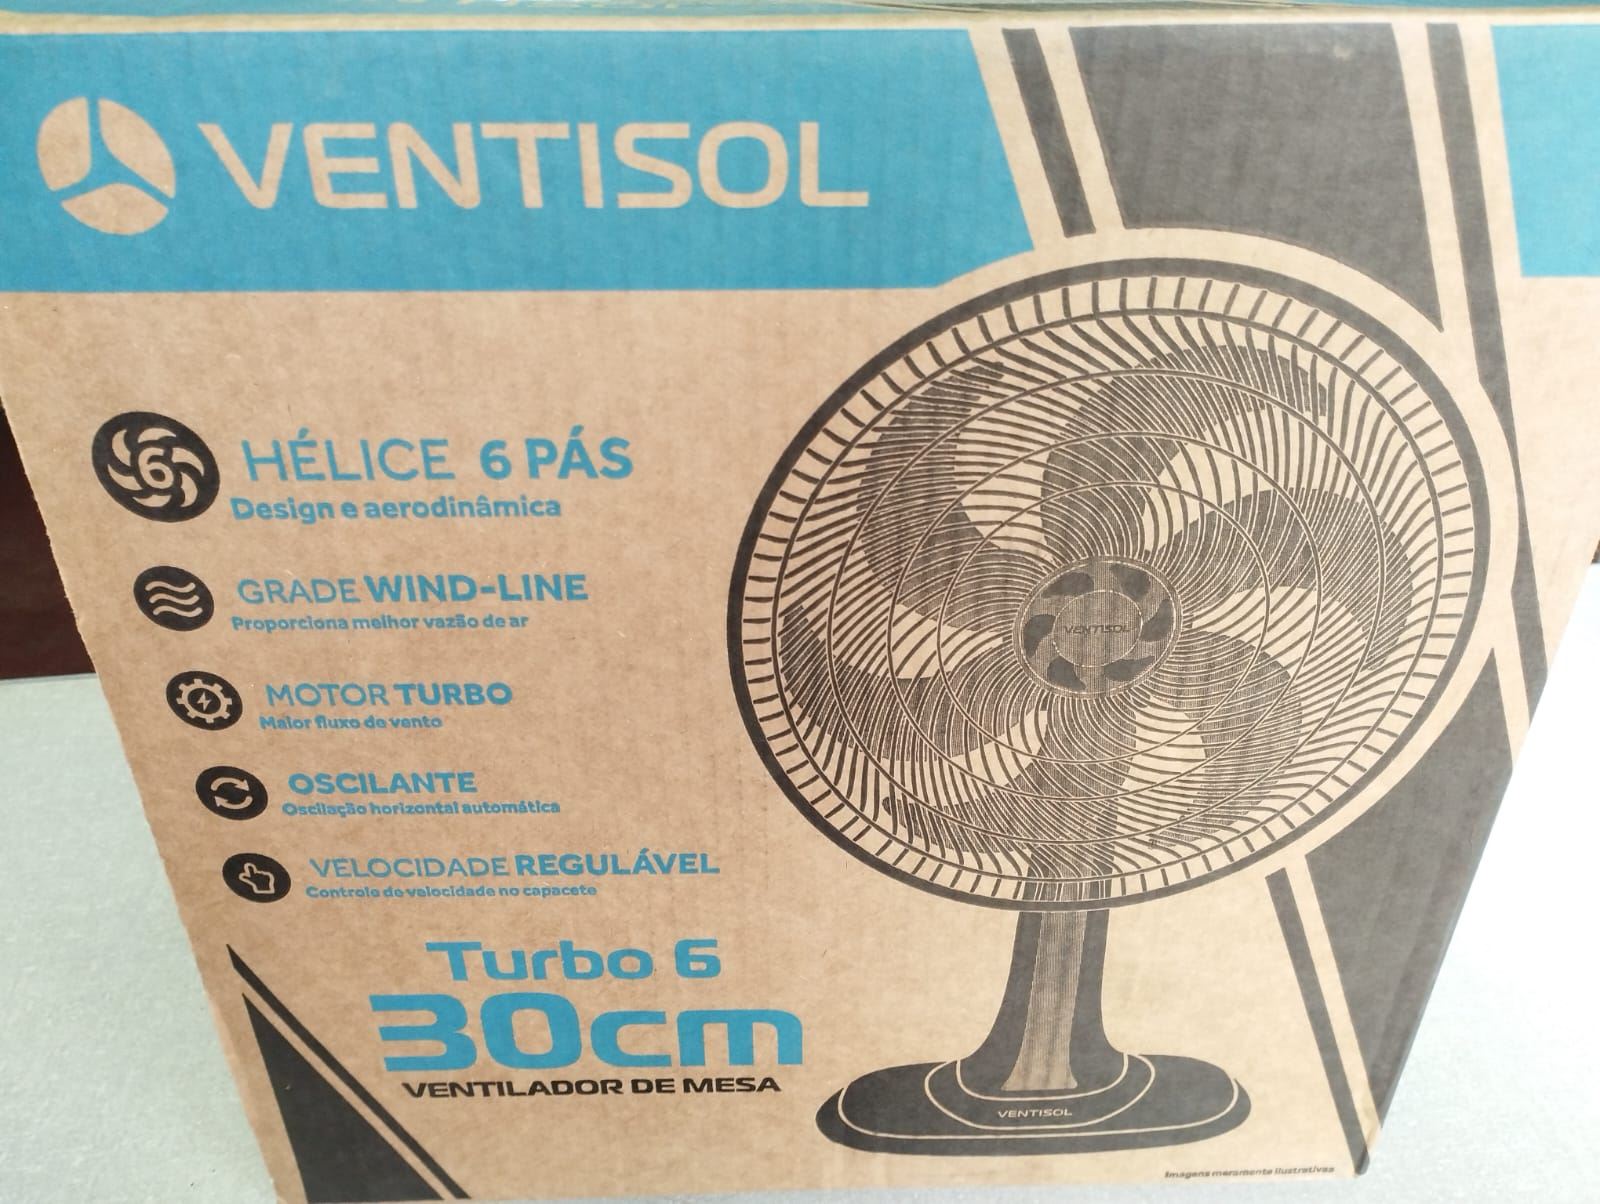 VENTISOL
6
HÉLICE 6 PÁS
Design e aerodinâmica
GRADE WIND-LINE
Proporciona melhor vazão de ar
MOTOR TURBO
Maior fluxo de vento
OSCILANTE
Oscilação horizontal automática
VELOCIDADE REGULÁVEL
Controle de velocidade no capacete
Turbo 6
30cm
VENTILADOR DE MESA
VENTISOL
VENTISOL
Imagens meramente ilustrativas